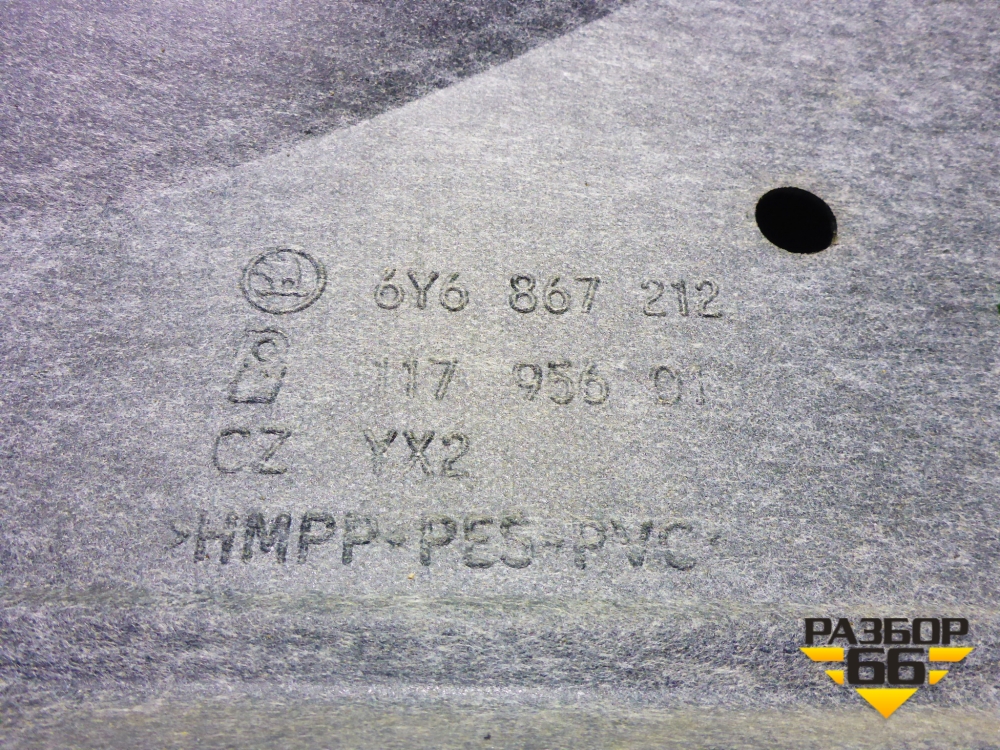 6Y6 867 212
117 956 01
CZ YX2
>HMPP-PES-PVC<
РАЗБОР
66